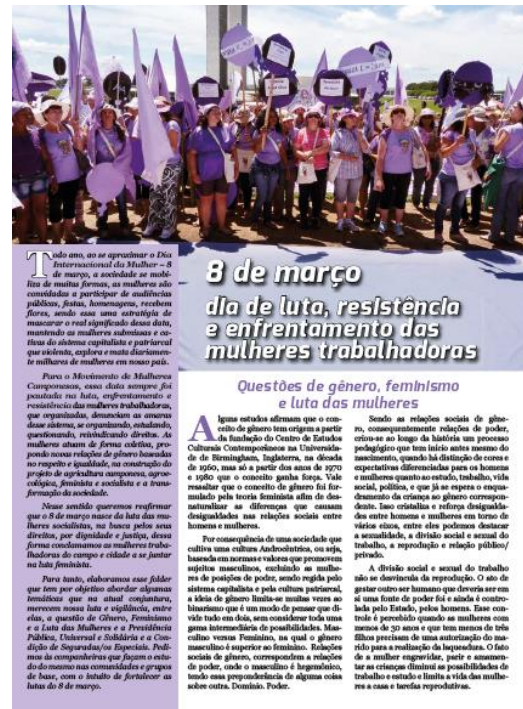 8 de março
dia de luta, resistência
e enfrentamento das
mulheres trabalhadoras
Todo ano, ao se aproximar o Dia
Internacional da Mulher – 8
de março, a sociedade se mobi-
liza de muitas formas, as mulheres são
convidadas a participar de audiências
públicas, festas, homenagens, recebem
flores, sendo essa uma estratégia de
mascarar o real significado dessa data,
mantendo as mulheres submissas e ca-
tivas do sistema capitalista e patriarcal
que violenta, explora e mata diariamen-
te milhares de mulheres em nosso país.
Para o Movimento de Mulheres
Camponesas, essa data sempre foi
pautada na luta, enfrentamento e
resistência das mulheres trabalhadoras,
que organizadas, denunciam as amaras
desse sistema, se organizando, estudando,
questionando, reivindicando direitos. As
mulheres atuam de forma coletiva, pro-
pondo novas relações de gênero baseadas
no respeito e igualdade, na construção do
projeto de agricultura camponesa, agroe-
cológica, feminista e socialista e a trans-
formação da sociedade.
Nesse sentido queremos reafirmar
que o 8 de março nasce da luta das mu-
lheres socialistas, na busca pelos seus
direitos, por dignidade e justiça, dessa
forma conclamamos as mulheres traba-
lhadoras do campo e cidade a se juntar
na luta feminista.
Para tanto, elaboramos esse folder
que tem por objetivo abordar algumas
temáticas que na atual conjuntura,
merecem nossa luta e vigilância, entre
elas, a questão de Gênero, Feminismo
e a Luta das Mulheres e a Previdência
Pública, Universal e Solidária e a Con-
dição de Seguradas/os Especiais. Pedi-
mos às companheiras que façam o estu-
do do mesmo nas comunidades e grupos
de base, com o intuito de fortalecer as
lutas do 8 de março.
Questões de gênero, feminismo
e luta das mulheres
Alguns estudos afirmam que o con-
ceito de gênero tem origem a partir
da fundação do Centro de Estudos
Culturais Contemporâneos na Universida-
de de Birmingham, Inglaterra, na década
de 1960, mas só a partir dos anos de 1970
e 1980 que o conceito ganha força. Vale
ressaltar que o conceito de gênero foi for-
mulado pela teoria feminista afim de des-
naturalizar as diferenças que causam
desigualdades nas relações sociais entre
homens e mulheres.
Por consequência de uma sociedade que
cultiva uma cultura Androcêntrica, ou seja,
baseada em normas e valores que promovem
sujeitos masculinos, excluindo as mulhe-
res de posições de poder, sendo regida pelo
sistema capitalista e pela cultura patriarcal,
a ideia de gênero limita-se muitas vezes ao
binarismo que é um modo de pensar que di-
vide tudo em dois, sem considerar toda uma
gama intermediária de possibilidades. Mas-
culino versus Feminino, na qual o gênero
masculino é superior ao feminino. Relações
sociais de gênero, correspondem a relações
de poder, onde o masculino é hegemônico,
tendo essa preponderância de alguma coisa
sobre outra. Domínio. Poder.
Sendo as relações sociais de gêne-
ro, consequentemente relações de poder,
criou-se ao longo da história um processo
pedagógico que tem início antes mesmo do
nascimento, quando há distinção de cores e
expectativas diferenciadas para os homens
e mulheres quanto ao estudo, trabalho, vida
social, política, e que já se espera o enqua-
dramento da criança ao gênero correspon-
dente. Isso cristaliza e reforça desigualda-
des entre homens e mulheres em torno de
vários eixos, entre eles podemos destacar
a sexualidade, a divisão social e sexual do
trabalho, a reprodução e relação público/
privado.
A divisão social e sexual do trabalho
não se desvincula da reprodução. O ato de
gestar outro ser humano que deveria ser em
si uma fonte de poder foi e ainda é contro-
lada pelo Estado, pelos homens. Esse con-
trole é percebido quando as mulheres com
menos de 50 anos e que tem menos de três
filhos precisam de uma autorização do ma-
rido para a realização da laqueadura. O fato
de a mulher engravidar, parir e amamen-
tar as crianças diminui as possibilidades de
trabalho e estudo e limita a vida das mulhe-
res a casa e tarefas reprodutivas.